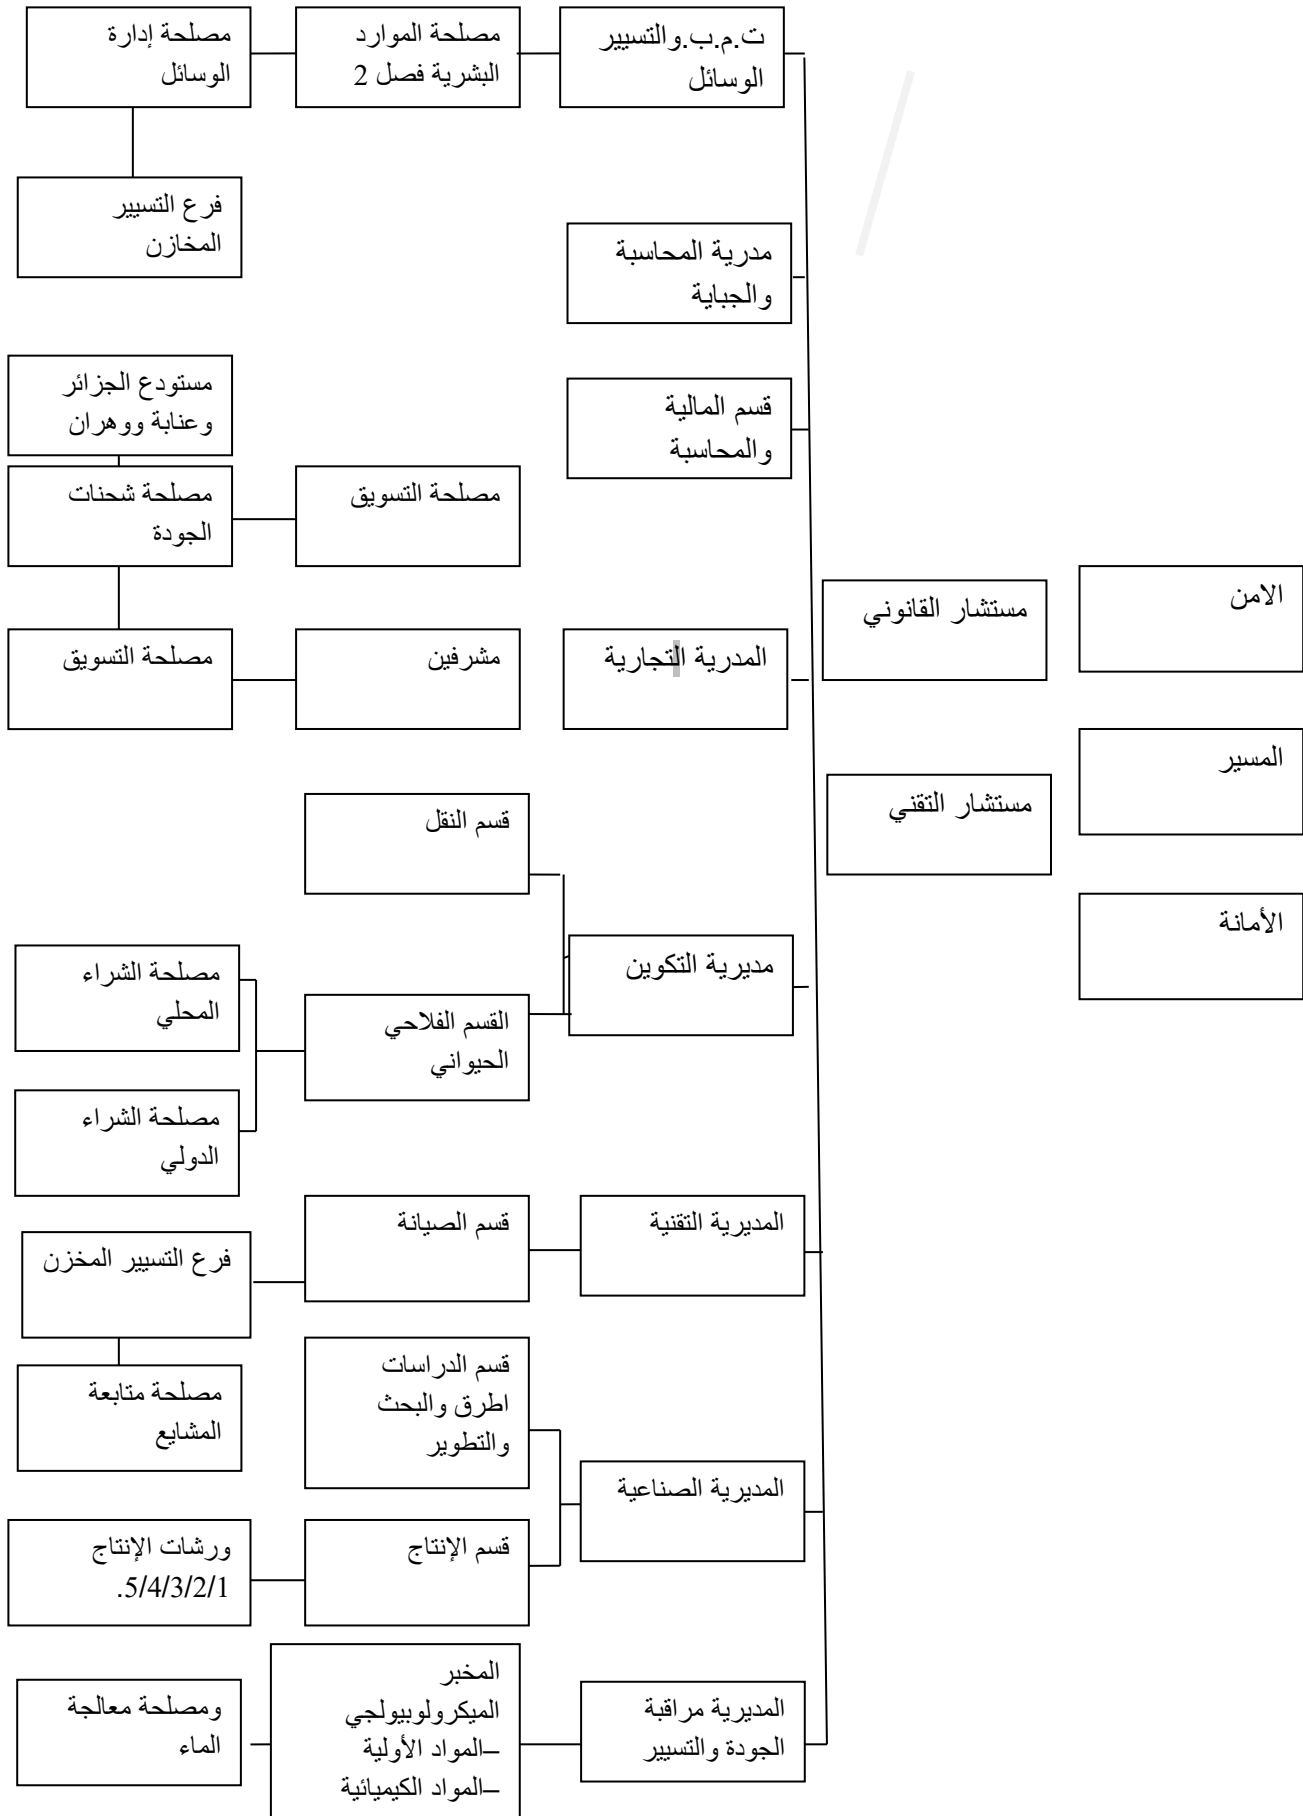 ت.م.ب.والتسيير
الوسائل
مصلحة الموارد
البشرية فصل 2
مصلحة إدارة
الوسائل
فرع التسيير
المخازن
مدرية المحاسبة
والجباية
قسم المالية
والمحاسبة
مستودع الجزائر
وعنابة ووهران
مصلحة التسويق
مصلحة شحنات
الجودة
الامن
مستشار القانوني
المدرية التجارية
مشرفين
مصلحة التسويق
المسير
مستشار التقني
الأمانة
قسم النقل
مديرية التكوين
القسم الفلاحي
الحيواني
مصلحة الشراء
المحلي
مصلحة الشراء
الدولي
المديرية التقنية
قسم الصيانة
فرع التسيير المخزن
مصلحة متابعة
المشايع
قسم الدراسات
اطرق والبحث
والتطوير
المديرية الصناعية
قسم الإنتاج
ورشات الإنتاج
5/4/3/2/1.
المديرية مراقبة
الجودة والتسيير
المخبر
الميكرولوبيولجي
–المواد الأولية
–المواد الكيميائية
ومصلحة معالجة
الماء